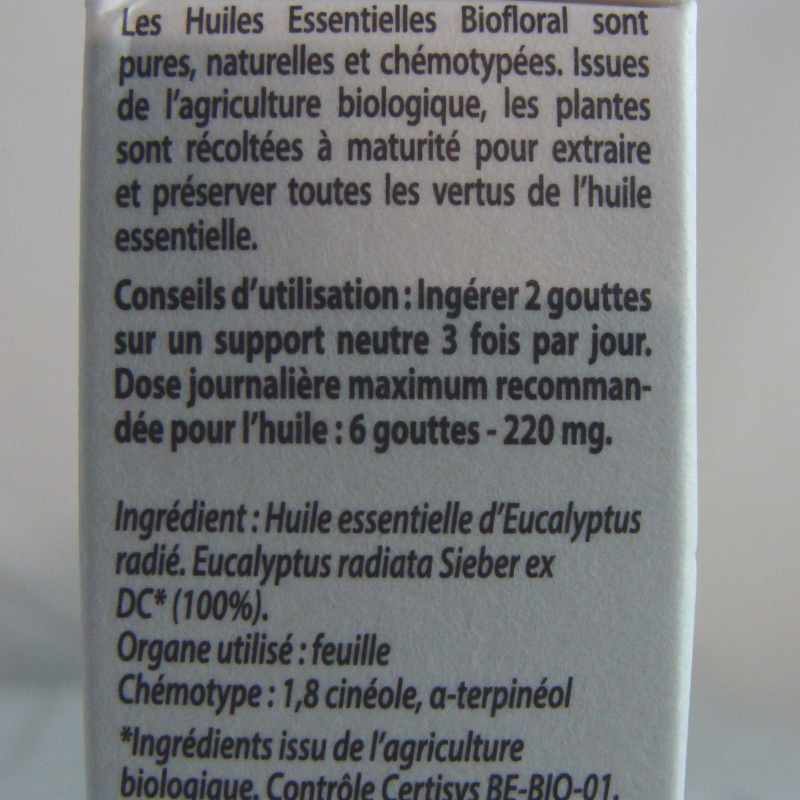 Les Huiles Essentielles Biofloral sont
pures, naturelles et chémotypées. Issues
de l'agriculture biologique, les plantes
sont récoltées à maturité pour extraire
et préserver toutes les vertus de l'huile
essentielle.
Conseils d'utilisation : Ingérer 2 gouttes
sur un support neutre 3 fois par jour.
Dose journalière maximum recomman-
dée pour l'huile : 6 gouttes - 220 mg.
Ingrédient : Huile essentielle d'Eucalyptus
radié. Eucalyptus radiata Sieber ex
DC* (100%).
Organe utilisé : feuille
Chémotype : 1,8 cinéole, α-terpinéol
*Ingrédients issu de l'agriculture
biologique. Contrôle Certisys BE-BIO-01.